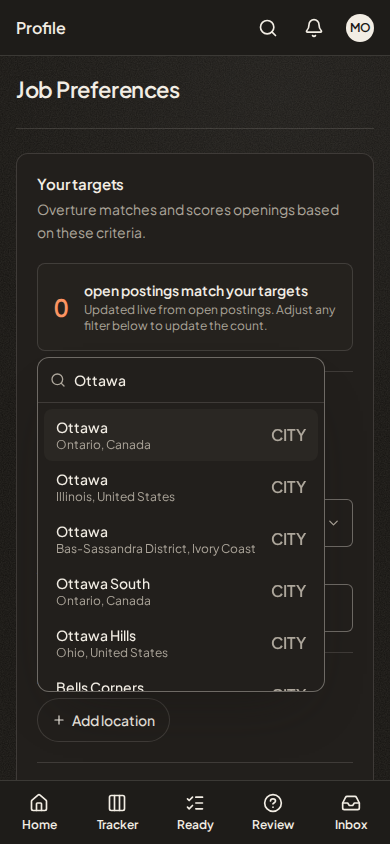 Profile
MO
Job Preferences
Your targets
Overture matches and scores openings based
on these criteria.
0
open postings match your targets
Updated live from open postings. Adjust any
filter below to update the count.
Ottawa
Ottawa
Ontario, Canada
CITY
Ottawa
Illinois, United States
CITY
Ottawa
Bas-Sassandra District, Ivory Coast
CITY
Ottawa South
Ontario, Canada
CITY
Ottawa Hills
Ohio, United States
CITY
Bells Corners
CITY
+ Add location
Home
Tracker
Ready
Review
Inbox